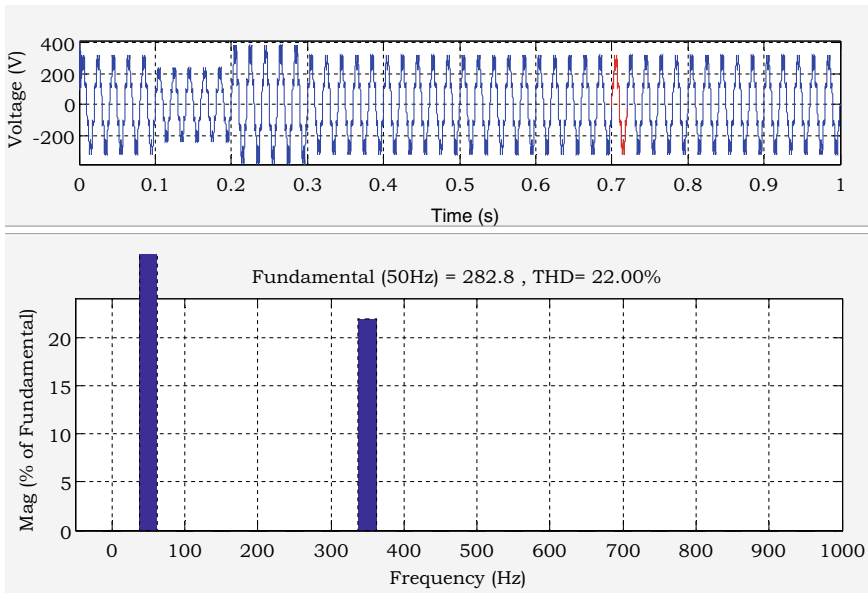 400
200
0
-200
Voltage (V)
0 0.1 0.2 0.3 0.4 0.5 0.6 0.7 0.8 0.9 1
Time (s)
Fundamental (50Hz) = 282.8 , THD= 22.00%
20
15
10
5
0
Mag (% of Fundamental)
0 100 200 300 400 500 600 700 800 900 1000
Frequency (Hz)